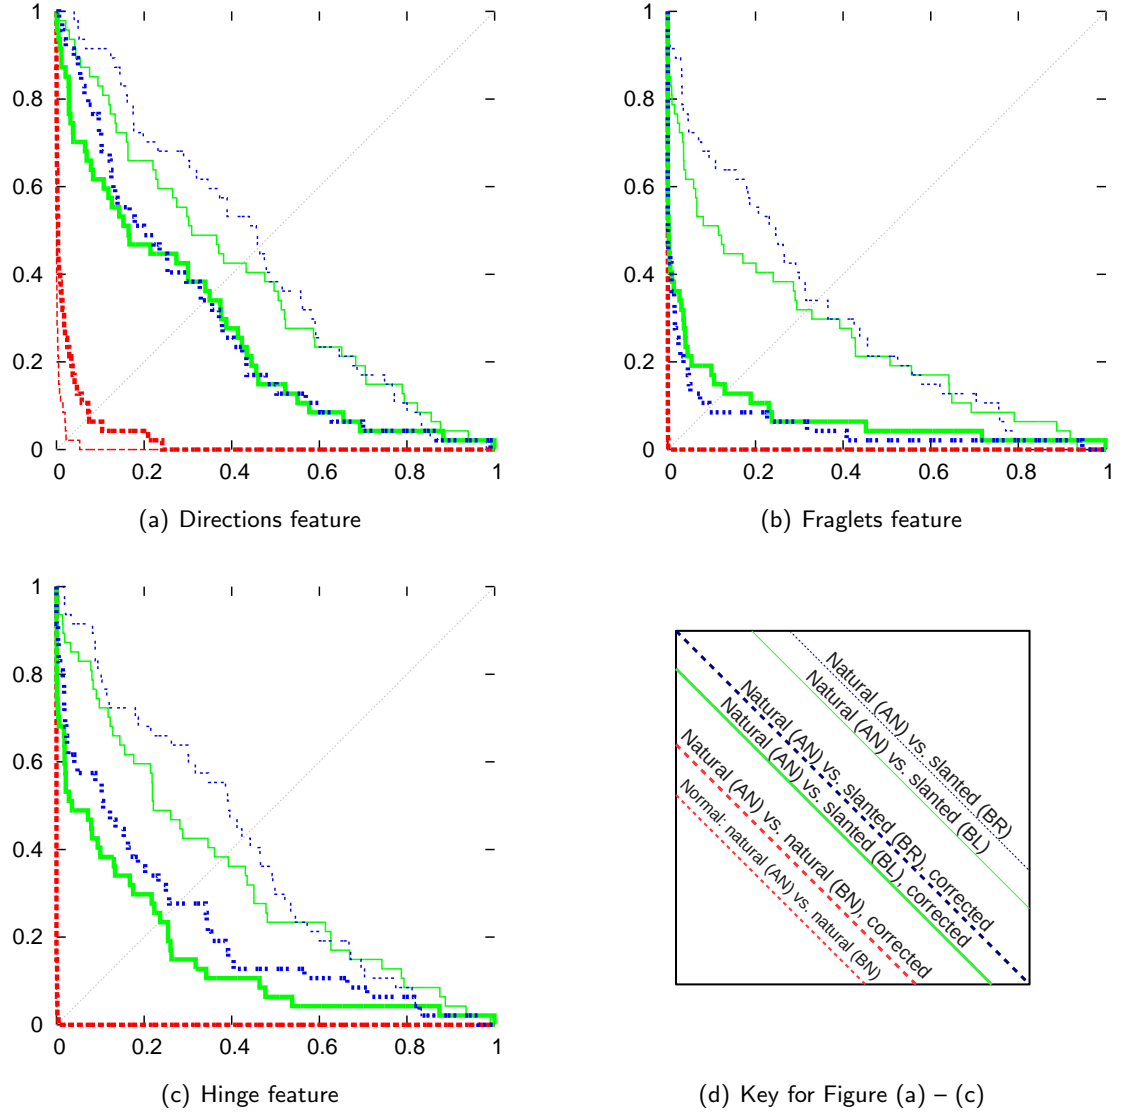 1
0.8
0.6
0.4
0.2
0
0 0.2 0.4 0.6 0.8 1
(a) Directions feature
1
0.8
0.6
0.4
0.2
0
0 0.2 0.4 0.6 0.8 1
(b) Fraglets feature
1
0.8
0.6
0.4
0.2
0
0 0.2 0.4 0.6 0.8 1
(c) Hinge feature
Natural (AN) vs. slanted (BR)
Natural (AN) vs. slanted (BL)
Natural (AN) vs. slanted (BR), corrected
Natural (AN) vs. slanted (BL), corrected
Natural (AN) vs. natural (BN), corrected
Normal: natural (AN) vs. natural (BN)
(d) Key for Figure (a) – (c)